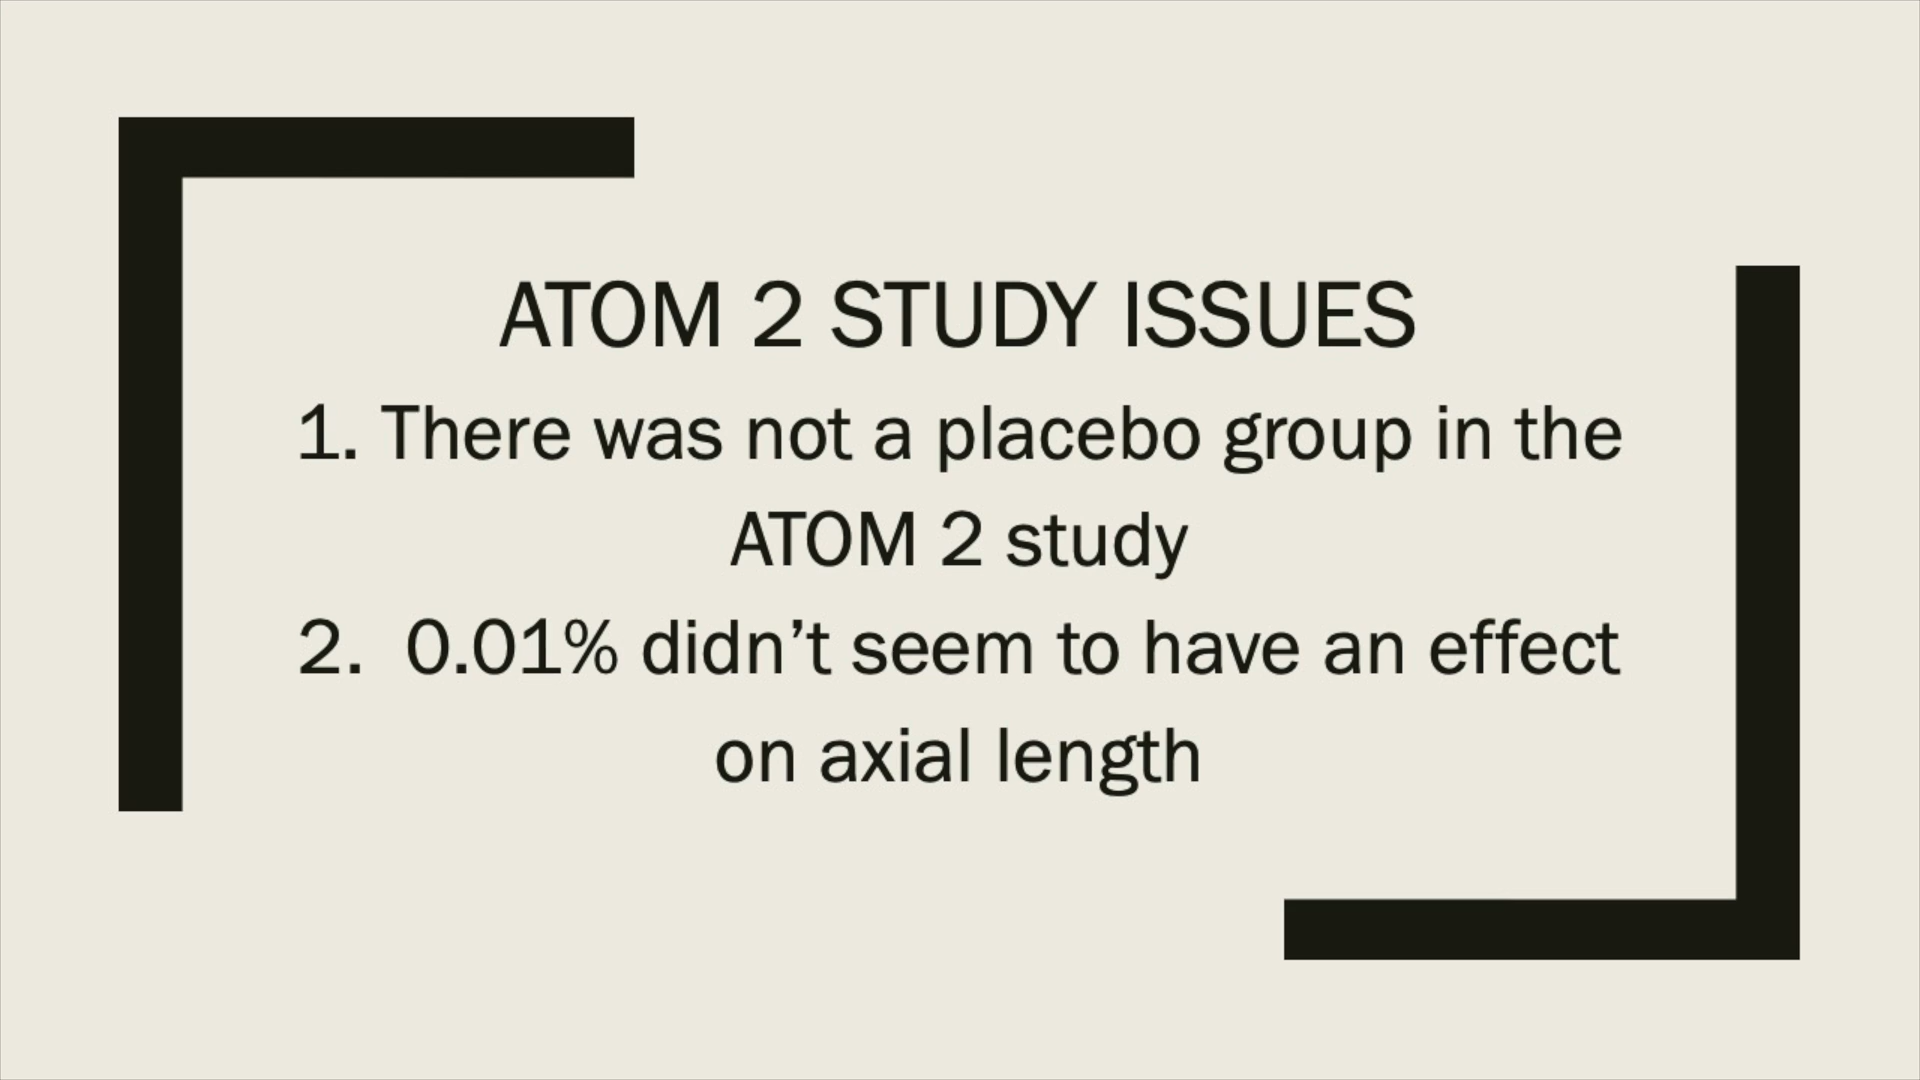 ATOM 2 STUDY ISSUES
1. There was not a placebo group in the
ATOM 2 study
2. 0.01% didn’t seem to have an effect
on axial length